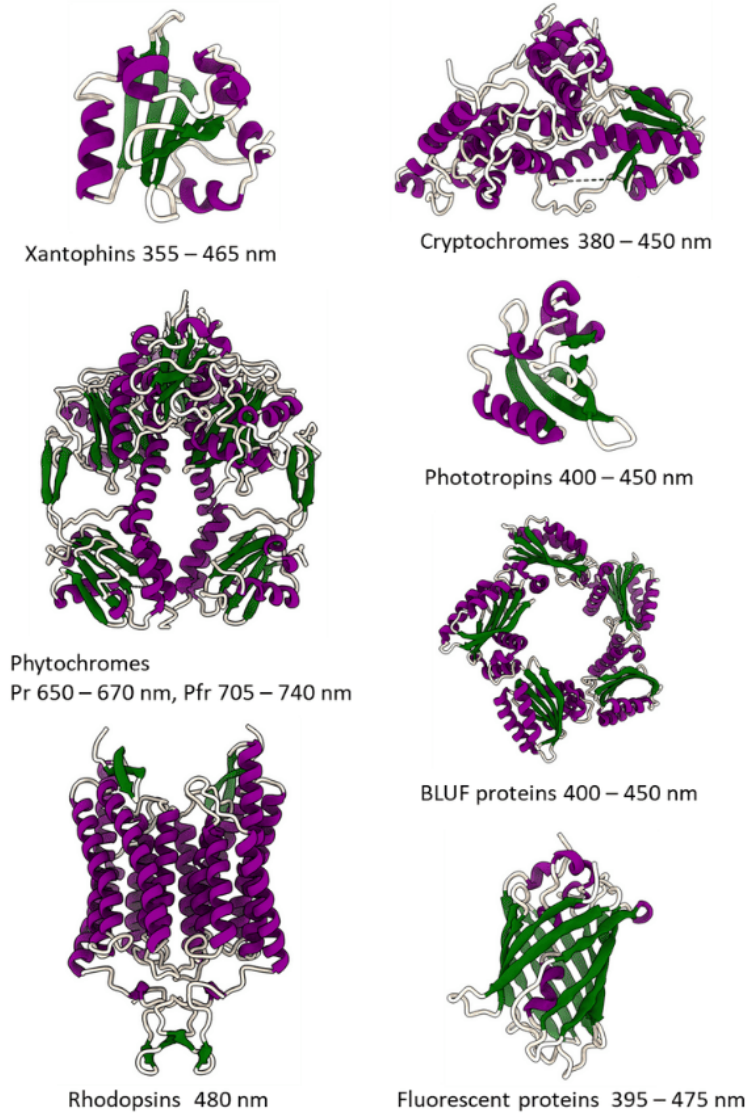 Xantophins 355 – 465 nm
Cryptochromes 380 – 450 nm
Phototropins 400 – 450 nm
Phytochromes
Pr 650 – 670 nm, Pfr 705 – 740 nm
BLUF proteins 400 – 450 nm
Rhodopsins 480 nm
Fluorescent proteins 395 – 475 nm